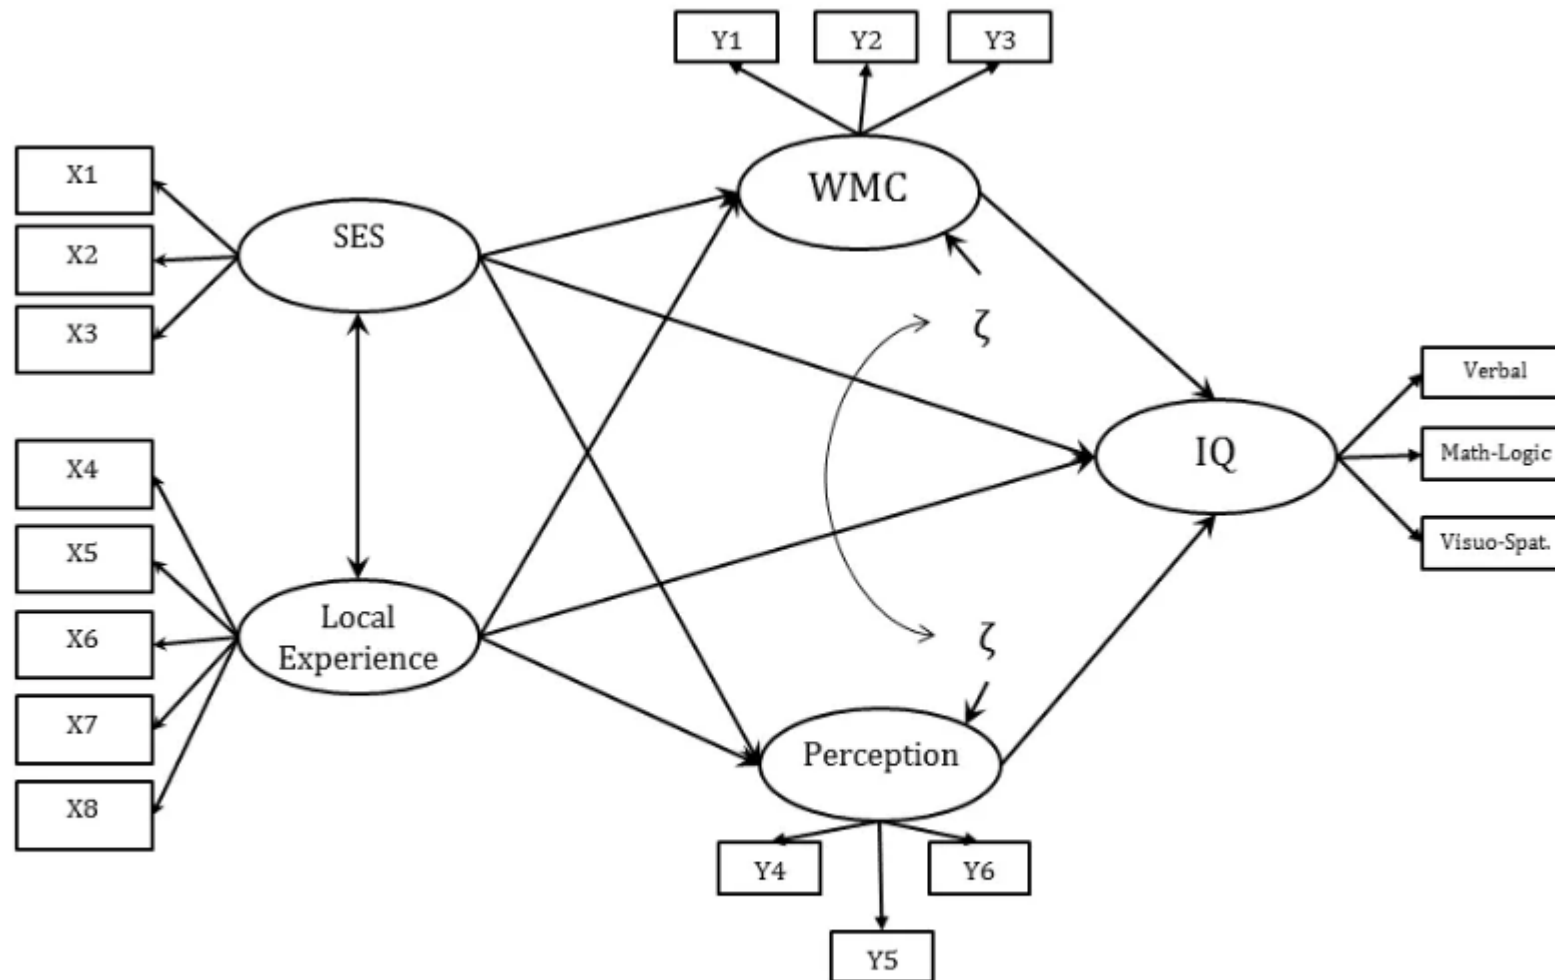 Y1
Y2
Y3
X1
X2
X3
SES
WMC
ζ
Verbal
Math-Logic
Visuo-Spat.
IQ
X4
X5
X6
X7
X8
Local
Experience
ζ
Perception
Y4
Y6
Y5